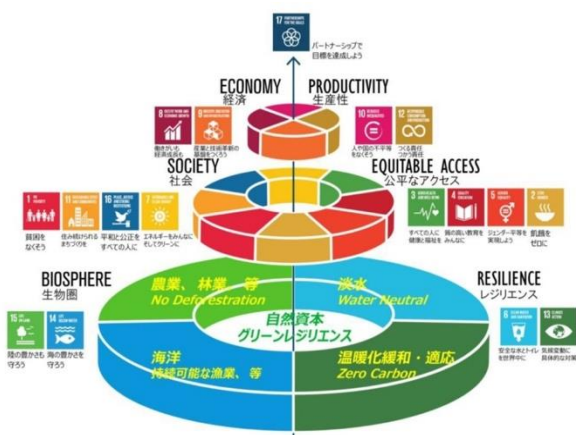 17 PARTNERSHIPS FOR THE GOALS
パートナーシップで
目標を達成しよう
ECONOMY
経済
PRODUCTIVITY
生産性
8
9
10
12
働きがいも
経済成長も
産業と技術革新の
基盤をつくろう
人や国の不平等
をなくそう
つくる責任
つかう責任
SOCIETY
社会
EQUITABLE ACCESS
公平なアクセス
1
11
16
7
3
4
5
2
貧困を
なくそう
住み続けられる
まちづくりを
平和と公正を
すべての人に
エネルギーをみんなに
そしてクリーンに
すべての人に
健康と福祉を
質の高い教育を
みんなに
ジェンダー平等を
実現しよう
飢餓を
ゼロに
BIOSPHERE
生物圏
RESILIENCE
レジリエンス
農業、林業 等
No Deforestration
淡水
Water Neutral
自然資本
グリーンレジリエンス
海洋
持続可能な漁業、等
温暖化緩和・適応
Zero Carbon
15
14
6
13
陸の豊かさも
守ろう
海の豊かさを
守ろう
安全な水とトイレ
を世界中に
気候変動に
具体的な対策